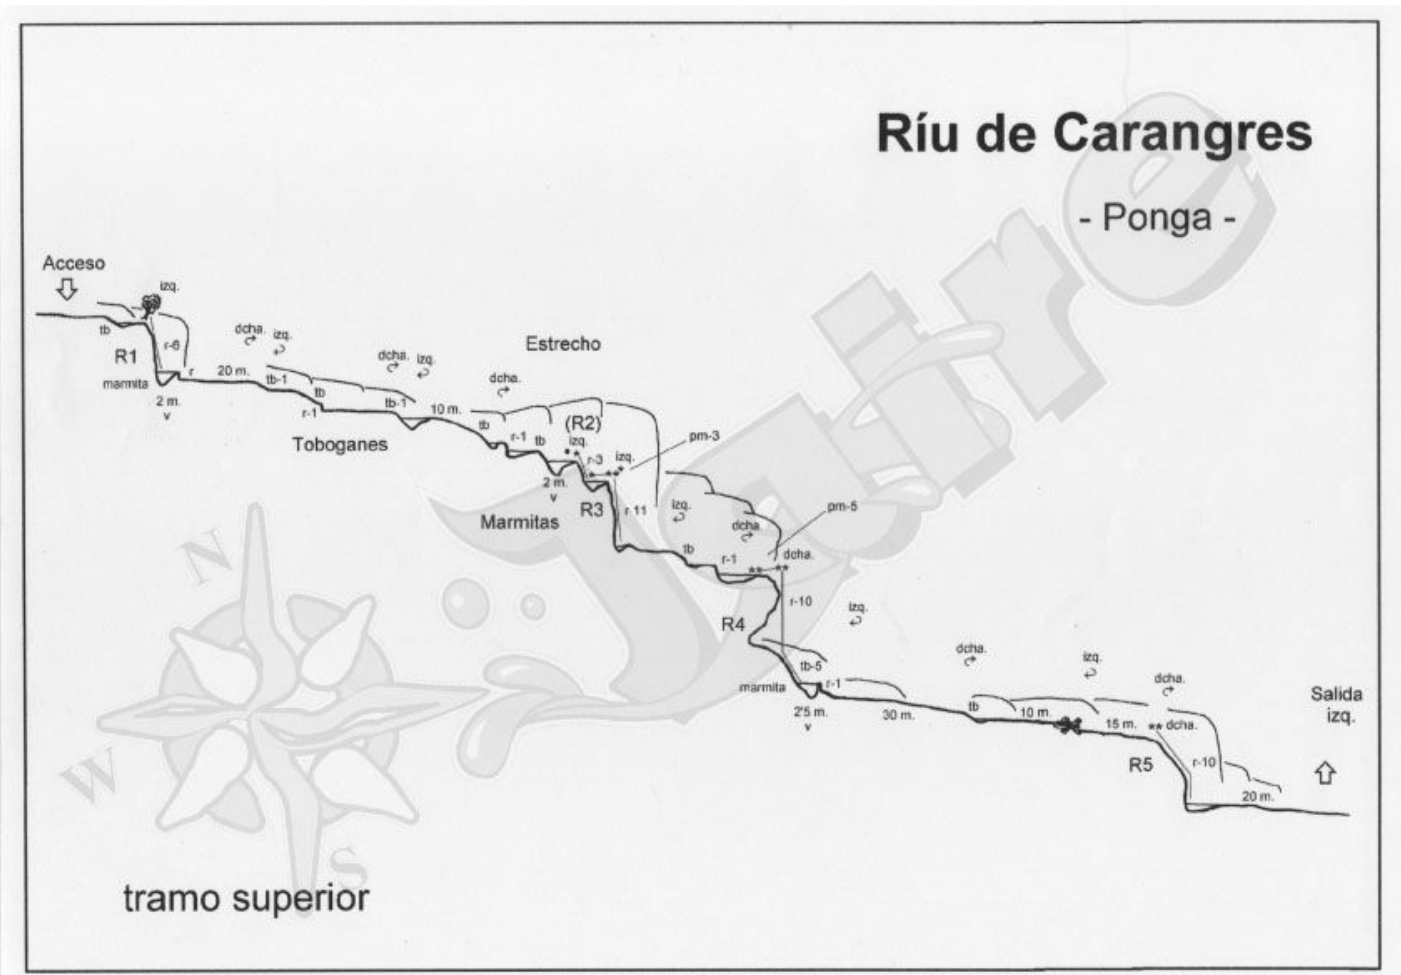 Ríu de Carangres
- Ponga -
Acceso
izq.
tb
R1
r-6
marmita
r
2 m.
v
20 m.
dcha.
izq.
tb-1
tb
r-1
tb-1
Toboganes
dcha.
izq.
10 m.
dcha.
Estrecho
tb
r-1
tb
(R2)
izq.
r-3
izq.
pm-3
2 m.
v
Marmitas
R3
r-11
izq.
dcha.
pm-5
tb
r-1
dcha.
r-10
R4
izq.
tb-5
marmita
r-1
2'5 m.
v
30 m.
dcha.
tb
10 m.
izq.
15 m.
dcha.
dcha.
R5
r-10
20 m.
Salida
izq.
N
W
S
tramo superior